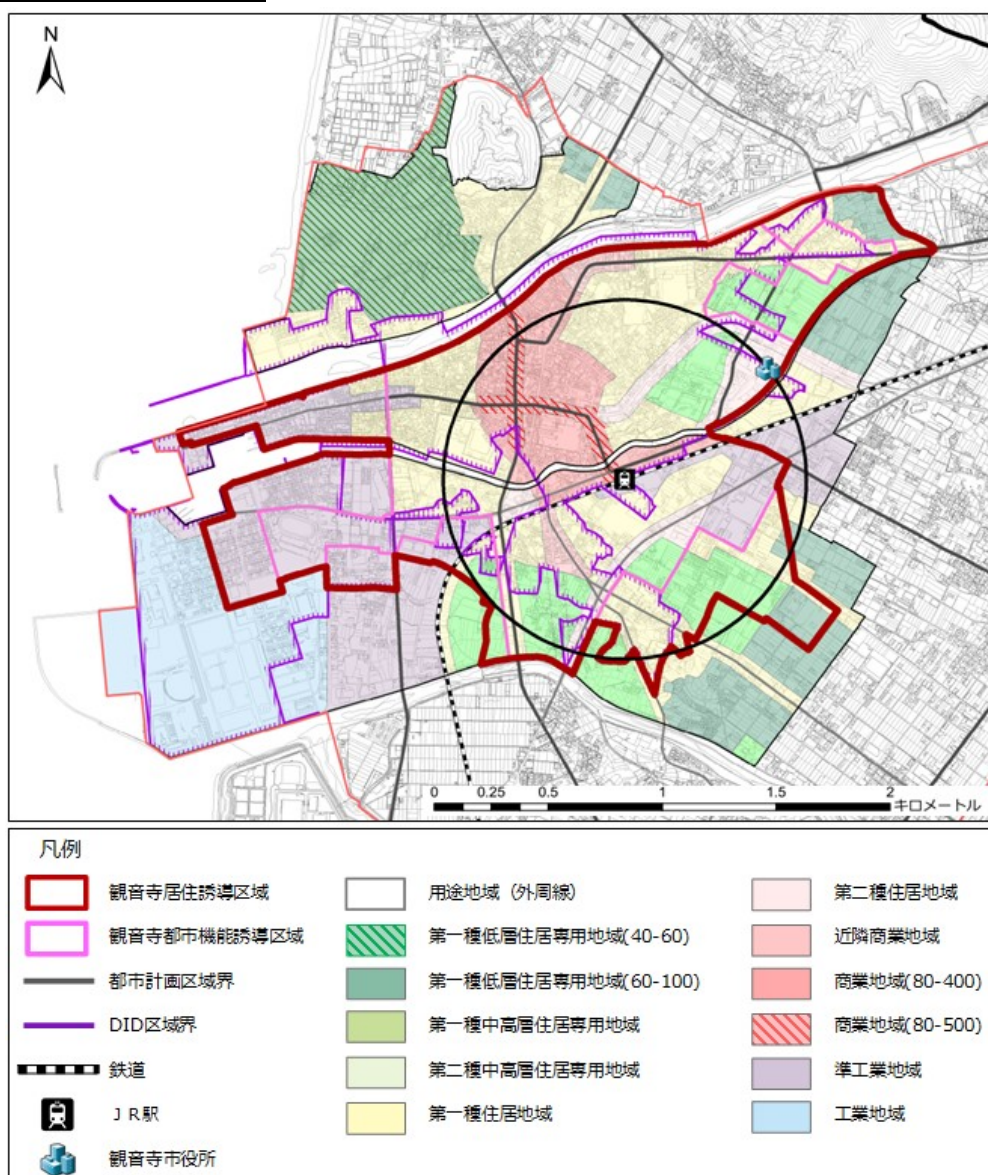 N
0 0.25 0.5 1 1.5 2 キロメートル
凡例
観音寺居住誘導区域
観音寺都市機能誘導区域
都市計画区域界
DID区域界
鉄道
JR駅
観音寺市役所
用途地域（外周線）
第一種低層住居専用地域(40-60)
第一種低層住居専用地域(60-100)
第一種中高層住居専用地域
第二種中高層住居専用地域
第一種住居地域
第二種住居地域
近隣商業地域
商業地域(80-400)
商業地域(80-500)
準工業地域
工業地域